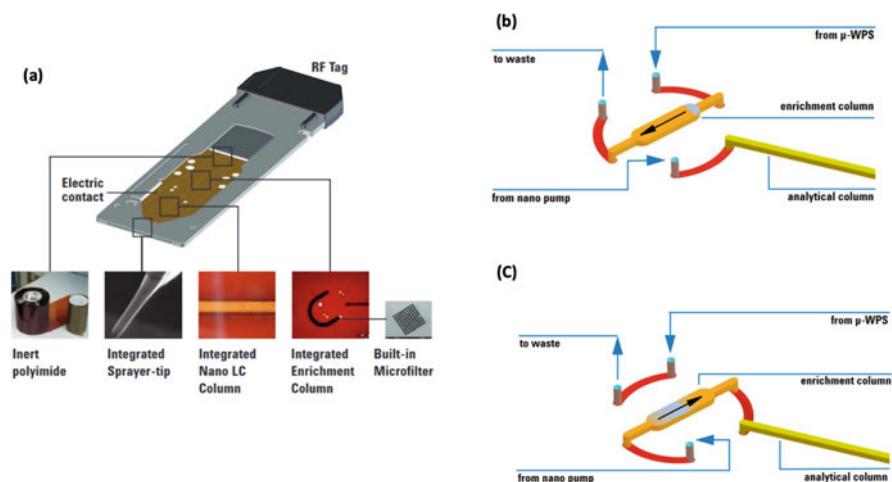 (a)
RF Tag
Electric
contact
Inert
polyimide
Integrated
Sprayer-tip
Integrated
Nano LC
Column
Integrated
Enrichment
Column
Built-in
Microfilter
(b)
from µ-WPS
to waste
enrichment column
from nano pump
analytical column
(C)
from µ-WPS
to waste
enrichment column
from nano pump
analytical column